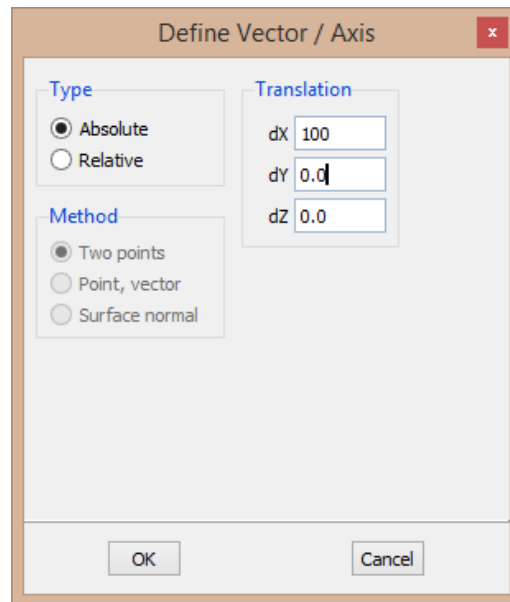 Define Vector / Axis
x
Type
Absolute
Relative
Method
Two points
Point, vector
Surface normal
Translation
dX 100
dY 0.0
dZ 0.0
OK
Cancel